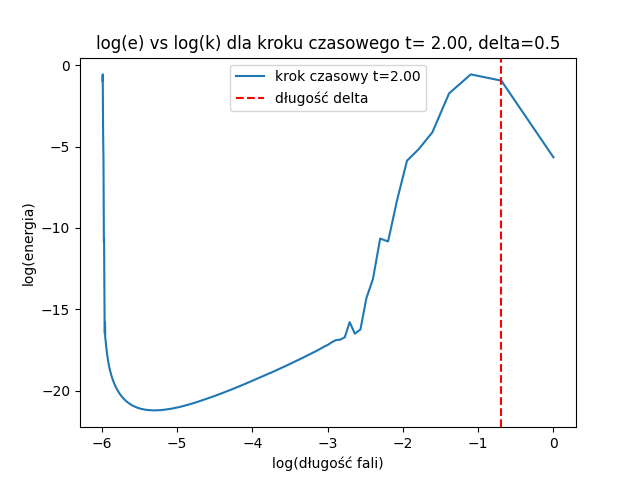 log(e) vs log(k) dla kroku czasowego t= 2.00, delta=0.5
krok czasowy t=2.00
długość delta
log(energia)
0
−5
−10
−15
−20
−6
−5
−4
−3
−2
−1
0
log(długość fali)